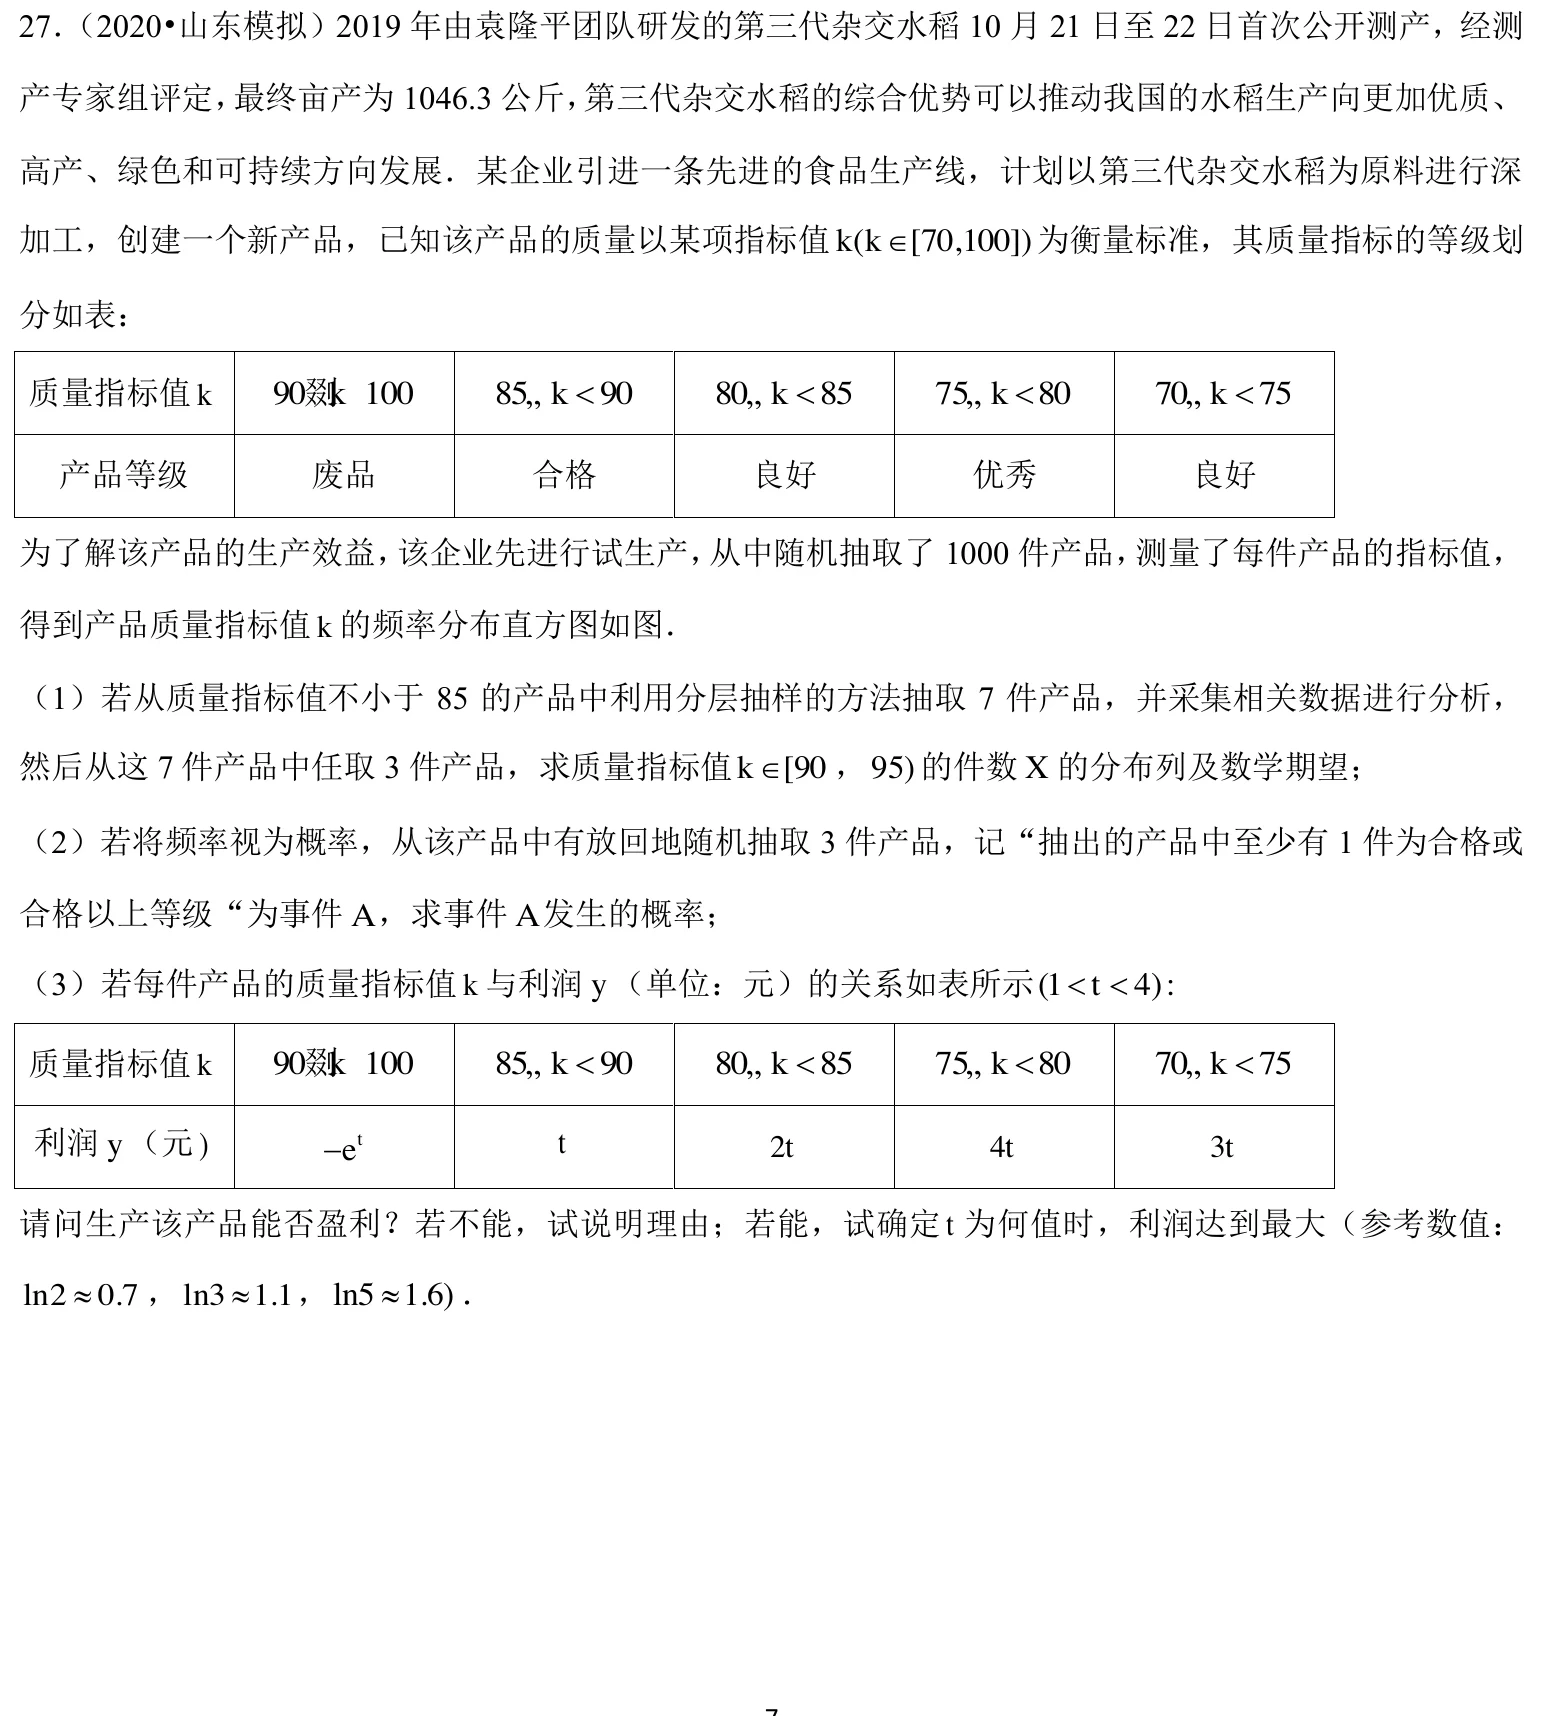 27.（2020•山东模拟）2019 年由袁隆平团队研发的第三代杂交水稻 10 月 21 日至 22 日首次公开测产，经测
产专家组评定，最终亩产为 1046.3 公斤，第三代杂交水稻的综合优势可以推动我国的水稻生产向更加优质、
高产、绿色和可持续方向发展．某企业引进一条先进的食品生产线，计划以第三代杂交水稻为原料进行深
加工，创建一个新产品，已知该产品的质量以某项指标值 k(k∈[70,100]) 为衡量标准，其质量指标的等级划
分如表：
质量指标值 k 90剟k 100 85,, k<90 80,, k<85 75,, k<80 70,, k<75
产品等级 废品 合格 良好 优秀 良好
为了解该产品的生产效益，该企业先进行试生产，从中随机抽取了 1000 件产品，测量了每件产品的指标值，
得到产品质量指标值 k 的频率分布直方图如图．
（1）若从质量指标值不小于 85 的产品中利用分层抽样的方法抽取 7 件产品，并采集相关数据进行分析，
然后从这 7 件产品中任取 3 件产品，求质量指标值 k∈[90， 95) 的件数 X 的分布列及数学期望；
（2）若将频率视为概率，从该产品中有放回地随机抽取 3 件产品，记“抽出的产品中至少有 1 件为合格或
合格以上等级“为事件 A，求事件 A发生的概率；
（3）若每件产品的质量指标值 k 与利润 y（单位：元）的关系如表所示(1<t<4):
质量指标值 k 90剟k 100 85,, k<90 80,, k<85 75,, k<80 70,, k<75
利润 y（元) −eᵗ t 2t 4t 3t
请问生产该产品能否盈利？若不能，试说明理由；若能，试确定 t 为何值时，利润达到最大（参考数值：
ln2≈0.7， ln3≈1.1， ln5≈1.6)．
7